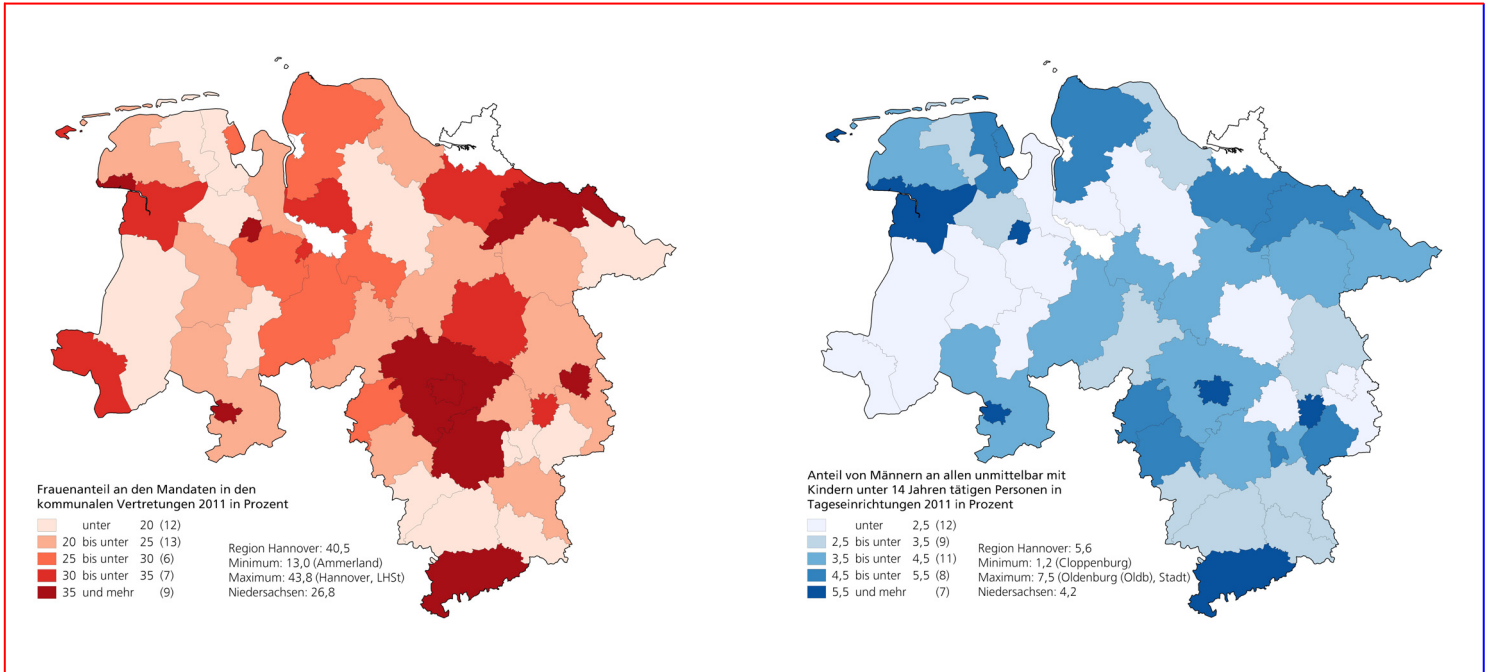 Frauenanteil an den Mandaten in den
kommunalen Vertretungen 2011 in Prozent
unter 20 (12)
20 bis unter 25 (13)
25 bis unter 30 (6)
30 bis unter 35 (7)
35 und mehr (9)
Region Hannover: 40,5
Minimum: 13,0 (Ammerland)
Maximum: 43,8 (Hannover, LHSt)
Niedersachsen: 26,8
Anteil von Männern an allen unmittelbar mit
Kindern unter 14 Jahren tätigen Personen in
Tageseinrichtungen 2011 in Prozent
unter 2,5 (12)
2,5 bis unter 3,5 (9)
3,5 bis unter 4,5 (11)
4,5 bis unter 5,5 (8)
5,5 und mehr (7)
Region Hannover: 5,6
Minimum: 1,2 (Cloppenburg)
Maximum: 7,5 (Oldenburg (Oldb), Stadt)
Niedersachsen: 4,2